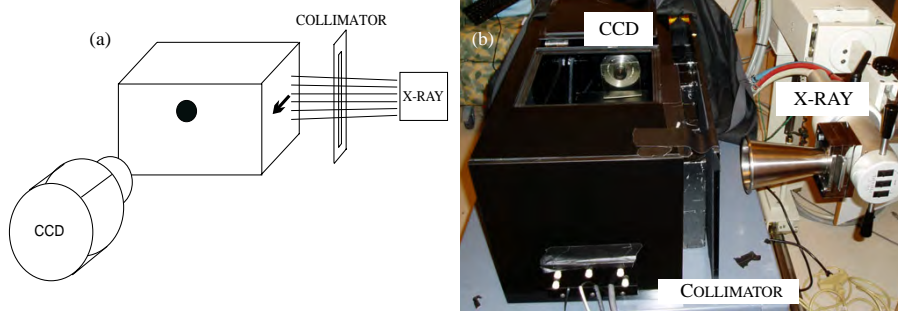 (a)
COLLIMATOR
X-RAY
CCD
(b)
CCD
X-RAY
COLLIMATOR